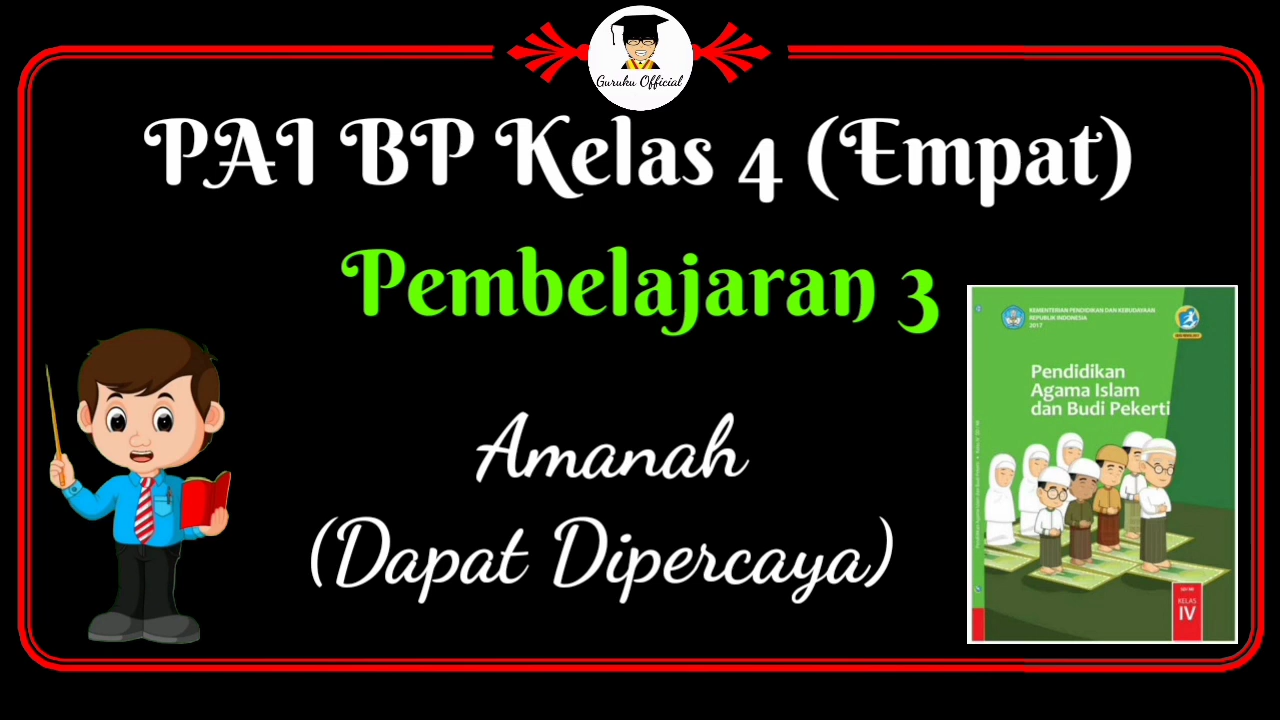 Guruku Official
PAI BP Kelas 4 (Empat)
Pembelajaran 3
Amanah
(Dapat Dipercaya)
KEMENTERIAN PENDIDIKAN DAN KEBUDAYAAN
REPUBLIK INDONESIA
2017
Pendidikan
Agama Islam
dan Budi Pekerti
KELAS
IV